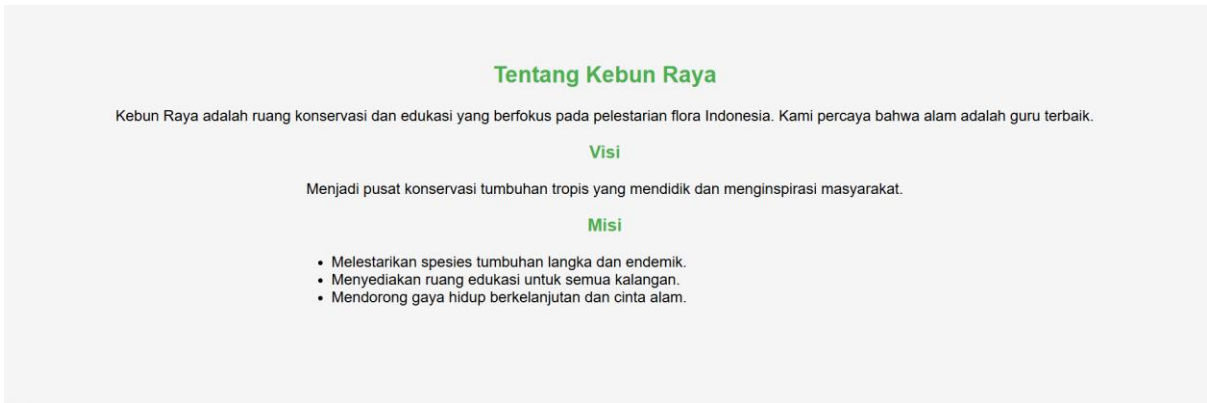 Tentang Kebun Raya
Kebun Raya adalah ruang konservasi dan edukasi yang berfokus pada pelestarian flora Indonesia. Kami percaya bahwa alam adalah guru terbaik.
Visi
Menjadi pusat konservasi tumbuhan tropis yang mendidik dan menginspirasi masyarakat.
Misi
• Melestarikan spesies tumbuhan langka dan endemik.
• Menyediakan ruang edukasi untuk semua kalangan.
• Mendorong gaya hidup berkelanjutan dan cinta alam.